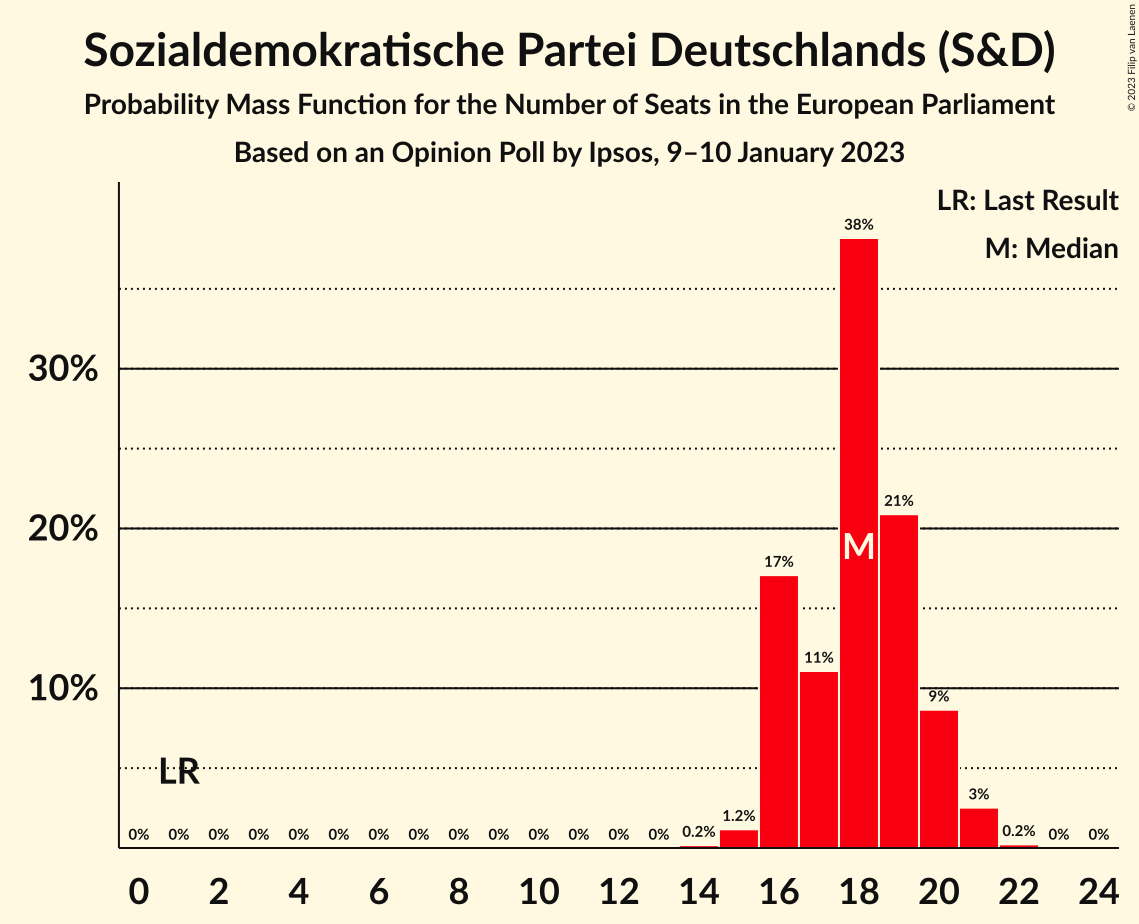 Sozialdemokratische Partei Deutschlands (S&D)
Probability Mass Function for the Number of Seats in the European Parliament
Based on an Opinion Poll by Ipsos, 9–10 January 2023
© 2023 Filip van Laenen
LR: Last Result
M: Median
30%
20%
10%
LR
M
0% 0% 0% 0% 0% 0% 0% 0% 0% 0% 0% 0% 0% 0% 0.2% 1.2% 17% 11% 38% 21% 9% 3% 0.2% 0% 0%
0 2 4 6 8 10 12 14 16 18 20 22 24